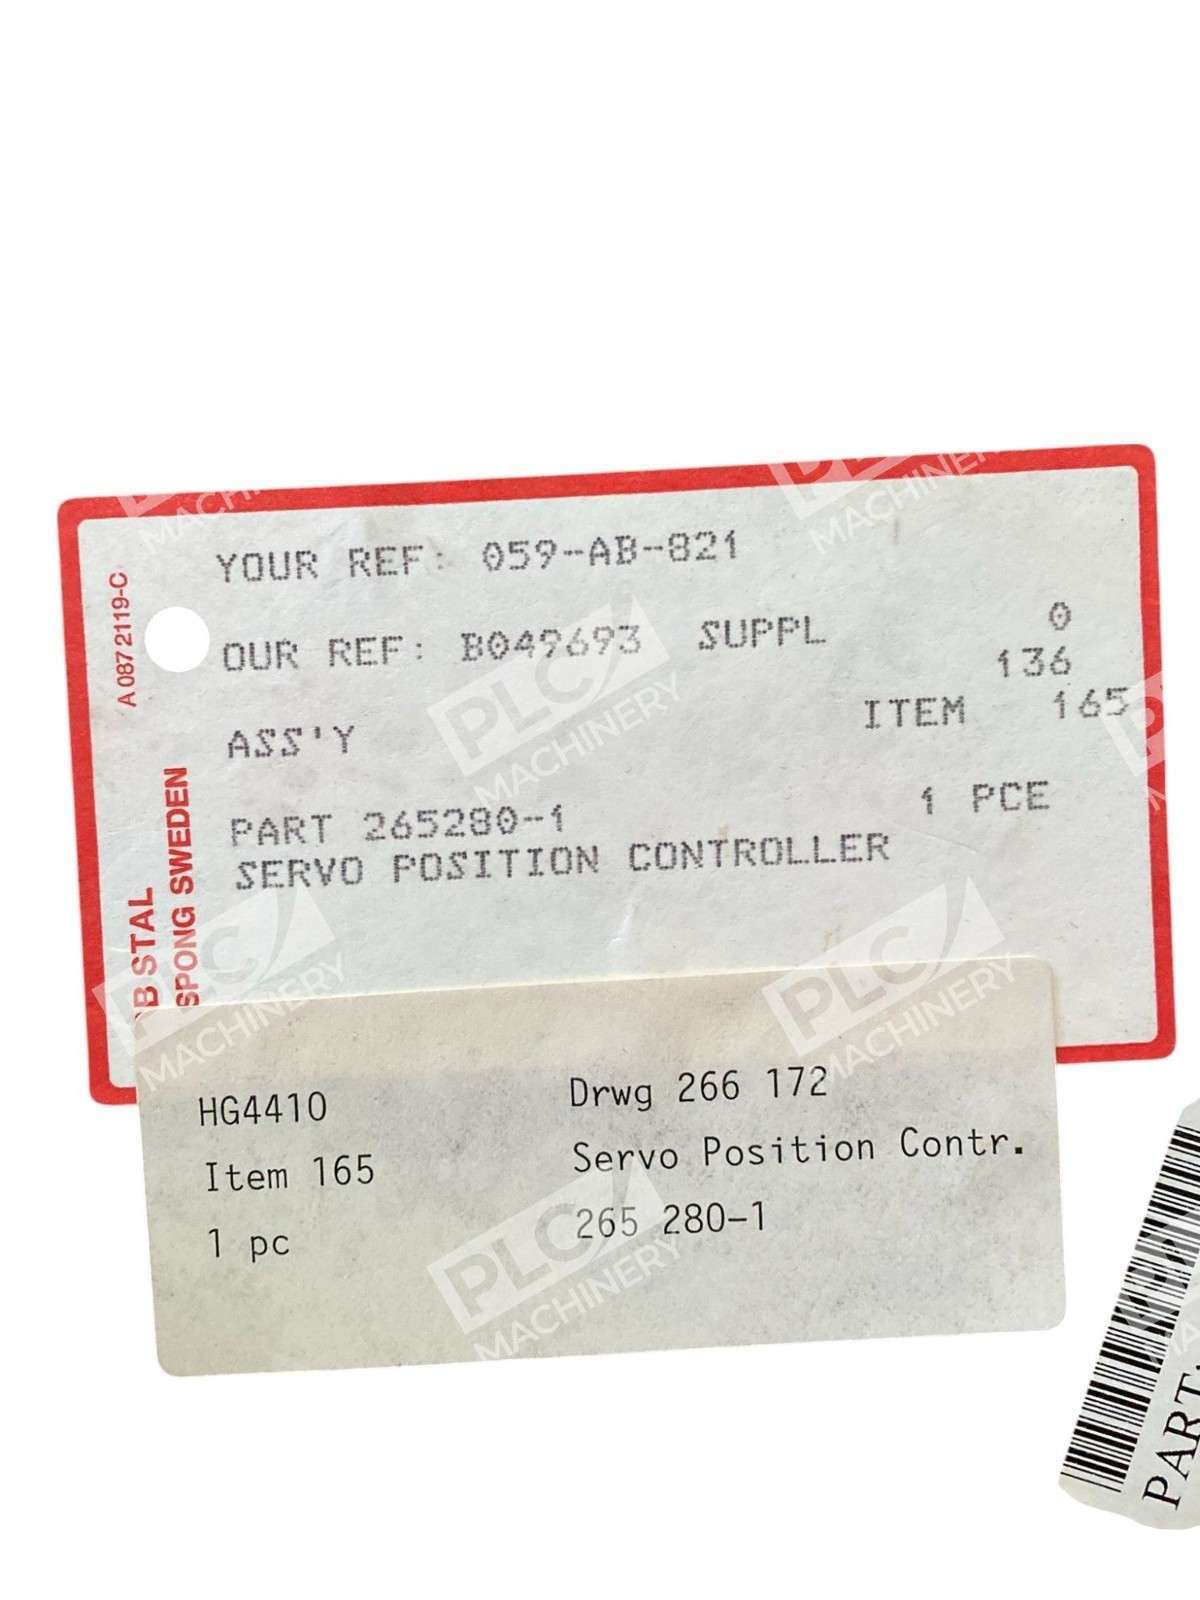 YOUR REF: 059-AB-821
OUR REF: B049693 SUPPL 0
136
ASS'Y ITEM 165
PART 265280-1 1 PCE
SERVO POSITION CONTROLLER
A 087 2119-C
B STAL
SPONG SWEDEN
HG4410 Drwg 266 172
Item 165 Servo Position Contr.
1 pc 265 280-1
PART:
PLC MACHINERY